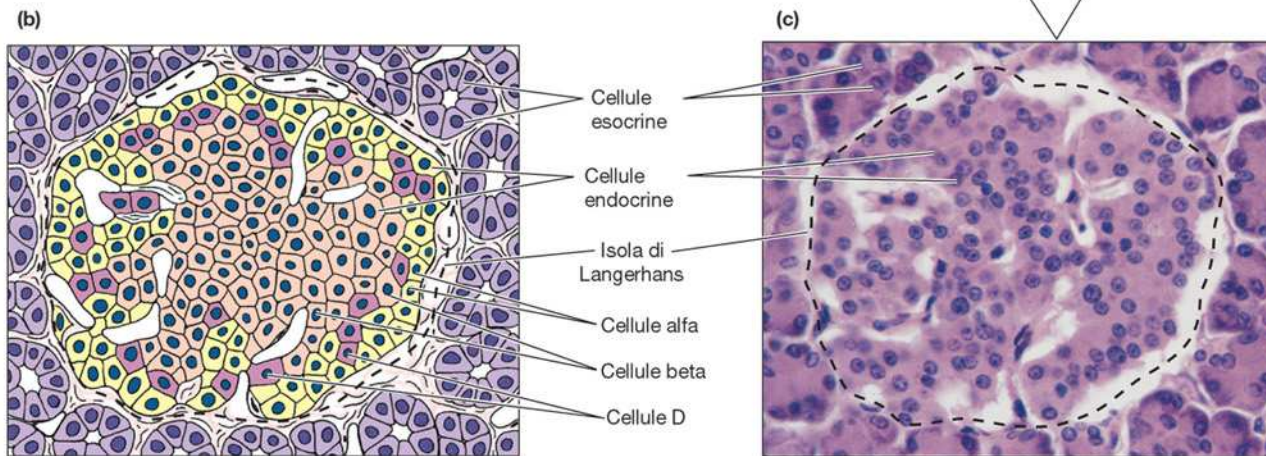 (b)
(c)
Cellule
esocrine
Cellule
endocrine
Isola di
Langerhans
Cellule alfa
Cellule beta
Cellule D